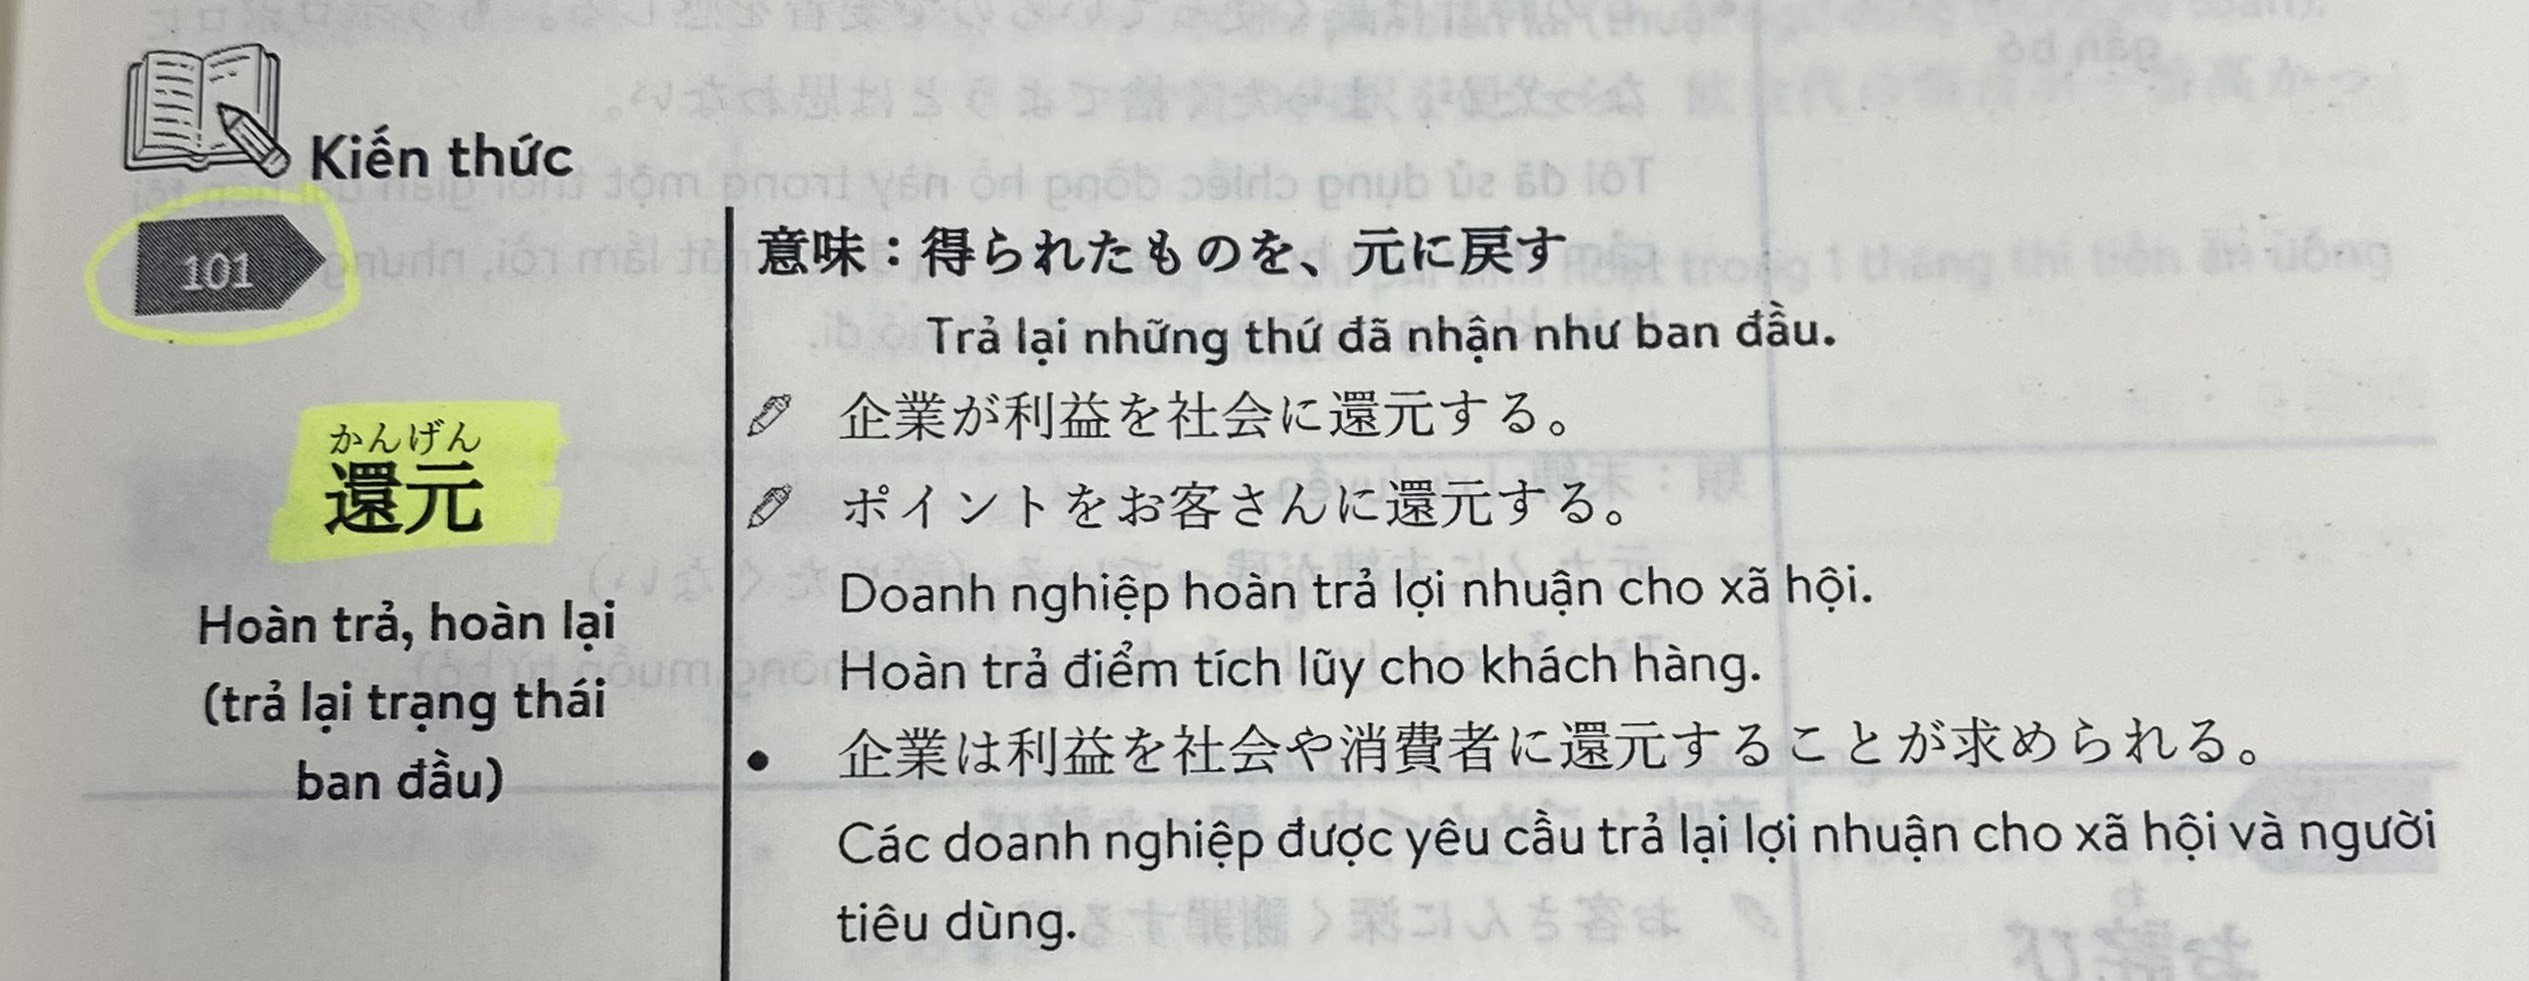 Kiến thức
101
かんげん
還元
Hoàn trả, hoàn lại
(trả lại trạng thái
ban đầu)
意味：得られたものを、元に戻す
Trả lại những thứ đã nhận như ban đầu.
企業が利益を社会に還元する。
ポイントをお客さんに還元する。
Doanh nghiệp hoàn trả lợi nhuận cho xã hội.
Hoàn trả điểm tích lũy cho khách hàng.
• 企業は利益を社会や消費者に還元することが求められる。
Các doanh nghiệp được yêu cầu trả lại lợi nhuận cho xã hội và người
tiêu dùng.